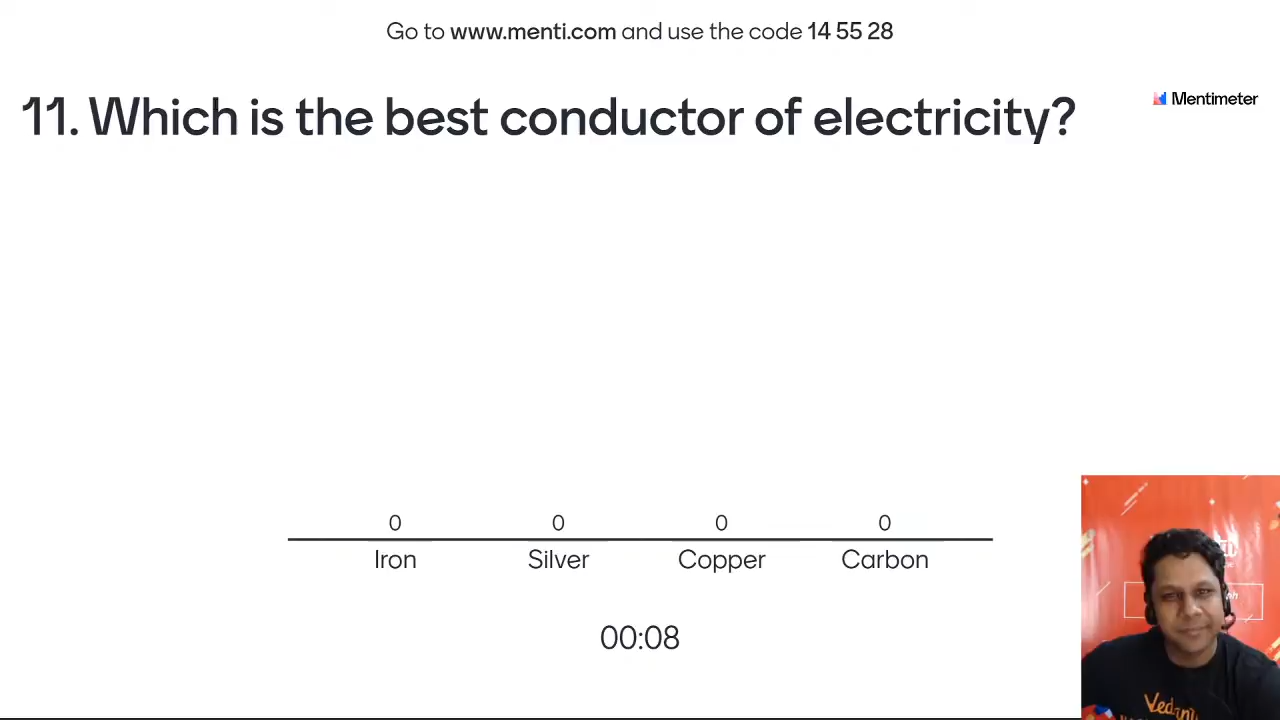 Go to www.menti.com and use the code 14 55 28
11. Which is the best conductor of electricity?
Mentimeter
0 0 0 0
Iron Silver Copper Carbon
00:08